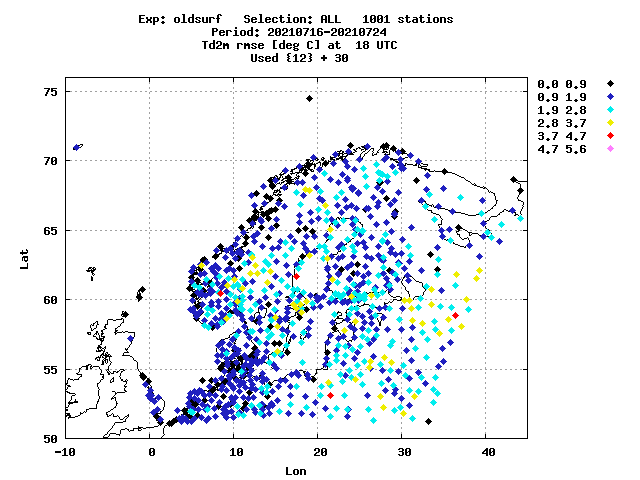 Exp: oldsurf   Selection: ALL   1001 stations
Period: 20210716-20210724
Td2m rmse [deg C] at  18 UTC
Used {12} + 30
0.0 0.9
0.9 1.9
1.9 2.8
2.8 3.7
3.7 4.7
4.7 5.6
75
70
65
60
55
50
Lat
-10 0 10 20 30 40
Lon